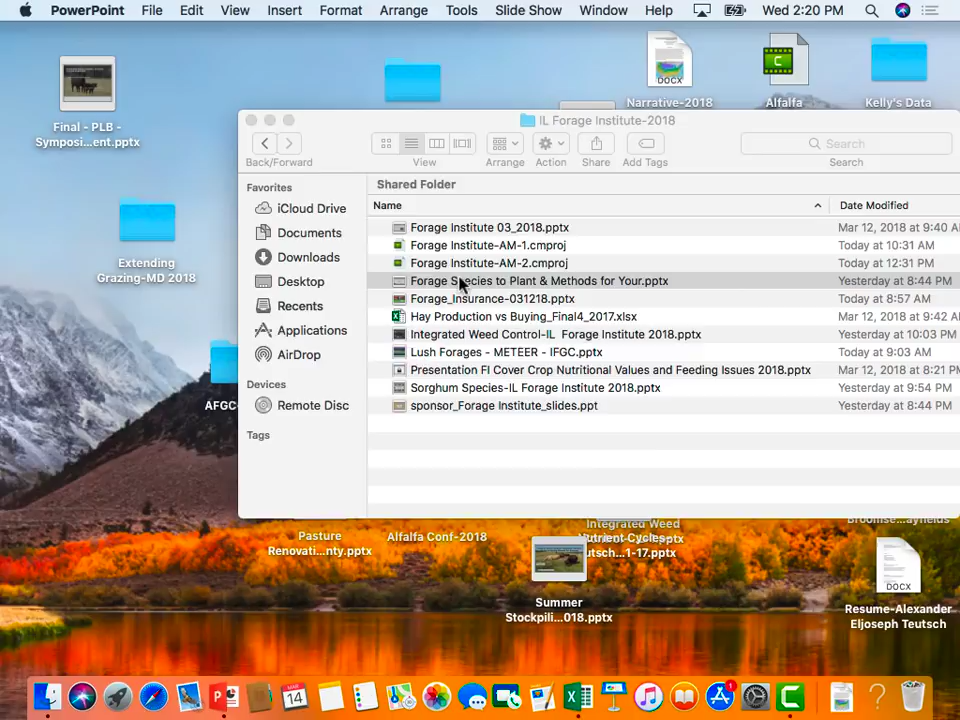 PowerPoint File Edit View Insert Format Arrange Tools Slide Show Window Help Wed 2:20 PM
Final - PLB -
Symposi...ent.pptx
Narrative-2018
Alfalfa
Kelly's Data
DOCX
C
IL Forage Institute-2018
Search
Back/Forward View Arrange Action Share Add Tags Search
Favorites
iCloud Drive
Documents
Downloads
Desktop
Recents
Applications
AirDrop
Devices
Remote Disc
Tags
Shared Folder
Name Date Modified
Forage Institute 03_2018.pptx Mar 12, 2018 at 9:40 A
Forage Institute-AM-1.cmproj Today at 10:31 AM
Forage Institute-AM-2.cmproj Today at 12:31 PM
Forage Species to Plant & Methods for Your.pptx Yesterday at 8:44 PM
Forage_Insurance-031218.pptx Today at 8:57 AM
Hay Production vs Buying_Final4_2017.xlsx Mar 12, 2018 at 9:42 A
Integrated Weed Control-IL Forage Institute 2018.pptx Yesterday at 10:03 PM
Lush Forages - METEER - IFGC.pptx Today at 9:03 AM
Presentation FI Cover Crop Nutritional Values and Feeding Issues 2018.pptx Mar 12, 2018 at 8:21 P
Sorghum Species-IL Forage Institute 2018.pptx Yesterday at 9:54 PM
sponsor_Forage Institute_slides.ppt Yesterday at 8:44 PM
Extending
Grazing-MD 2018
AFGC-
Pasture
Renovati...nty.pptx
Alfalfa Conf-2018
Integrated Weed
Summer
Stockpili...018.pptx
DOCX
Resume-Alexander
Eljoseph Teutsch
MAR
14
1